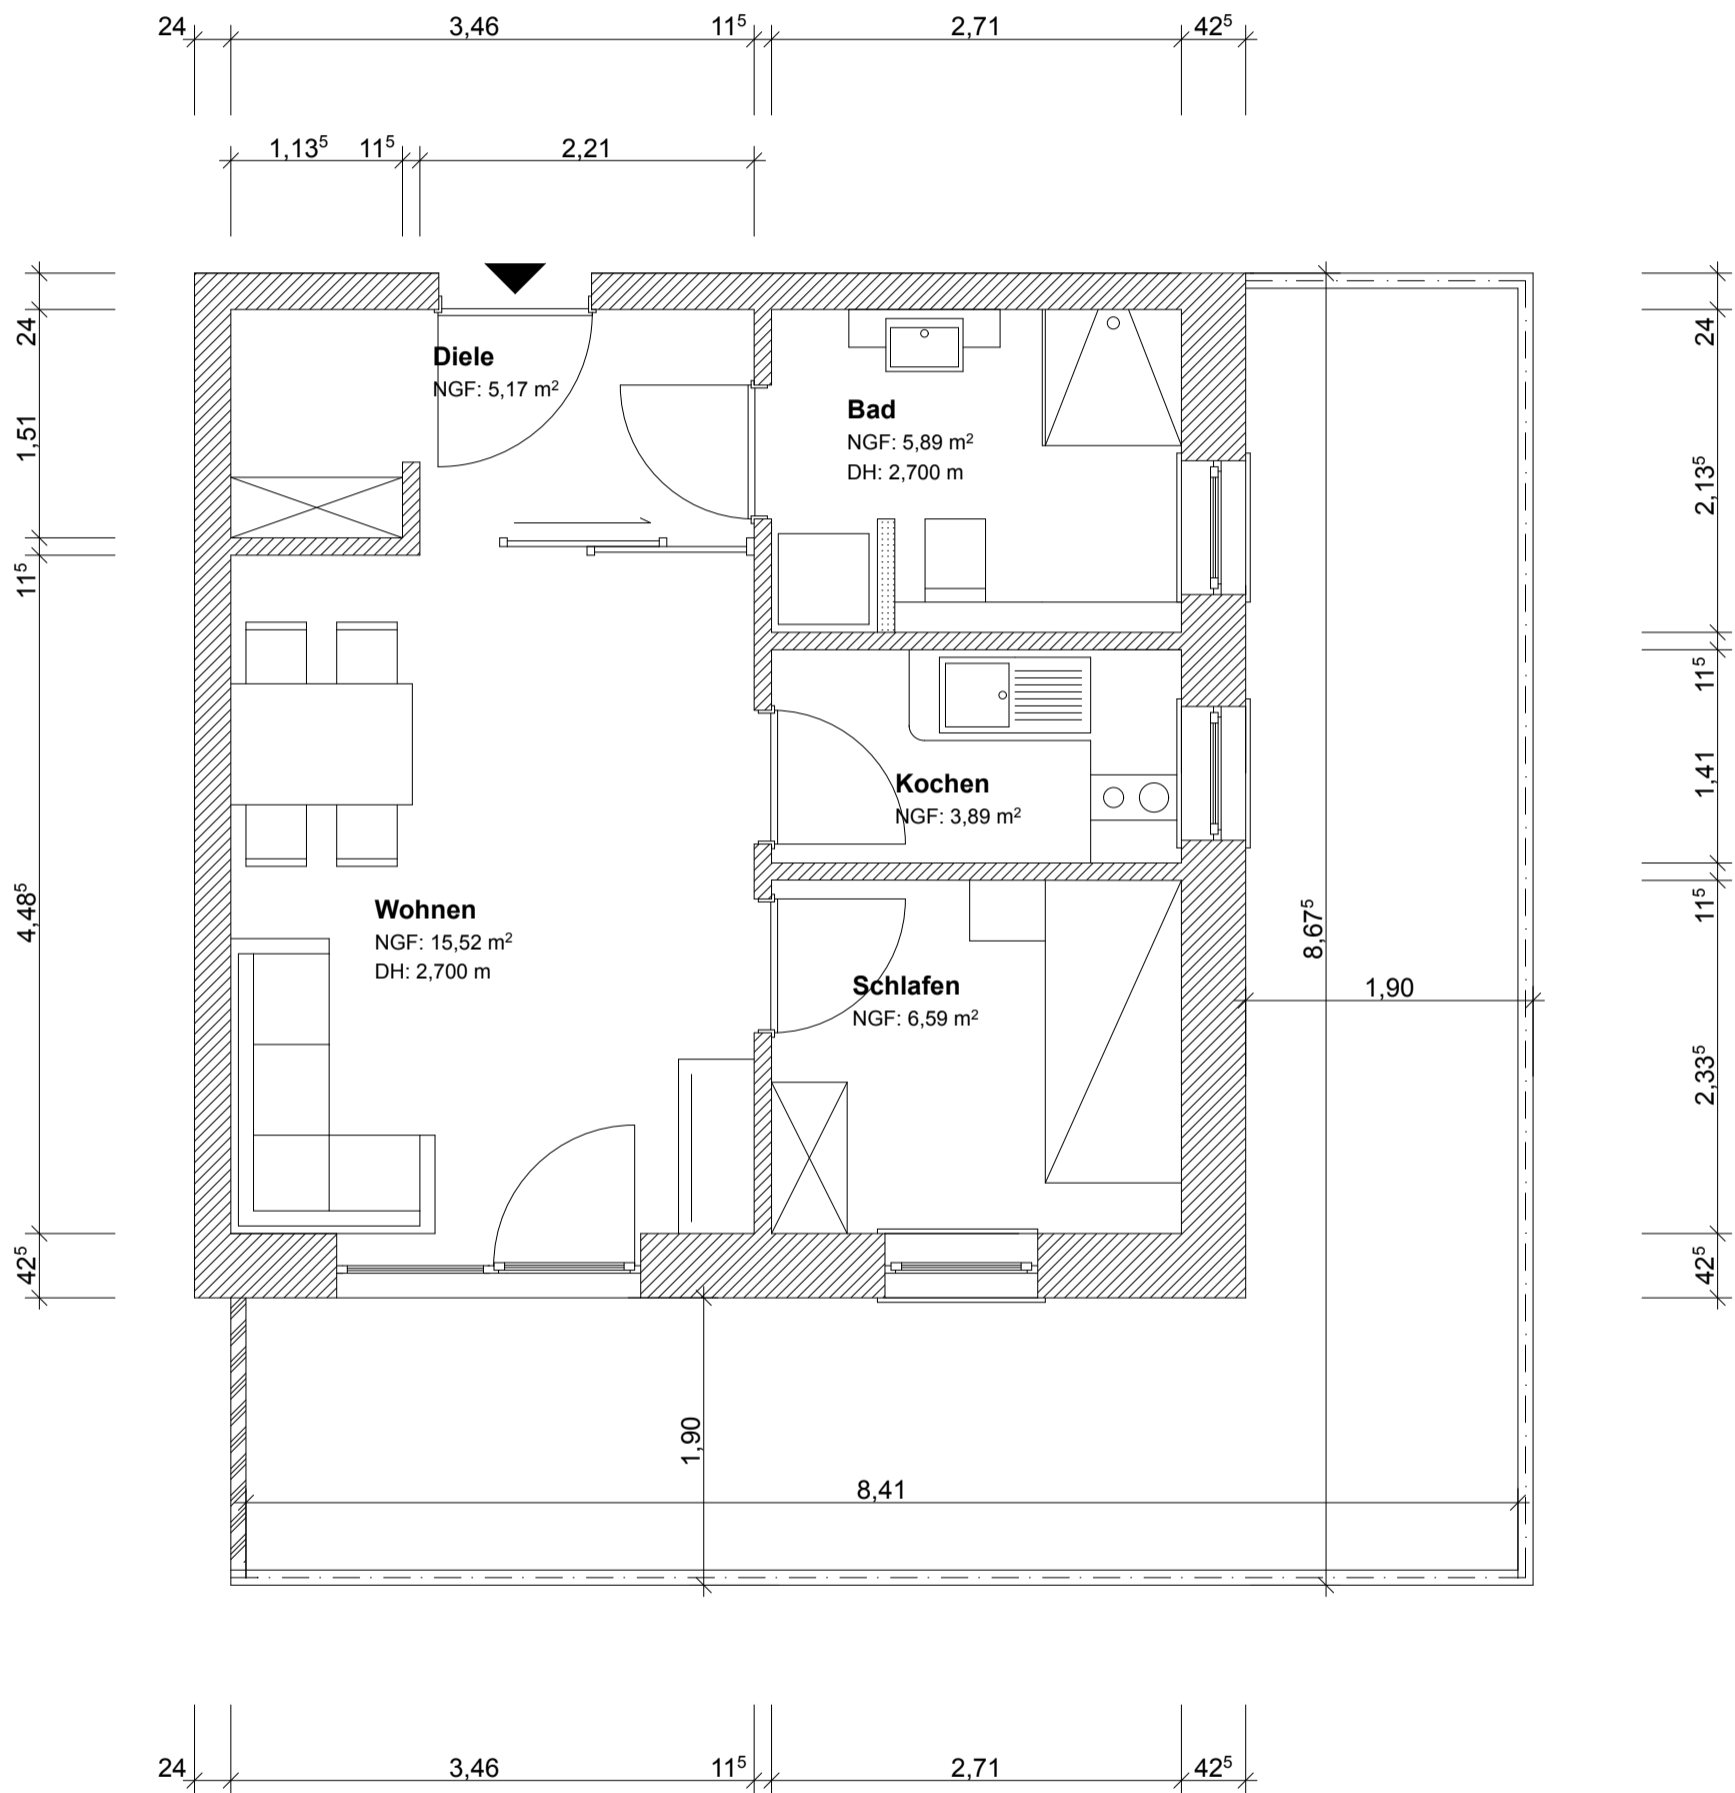 24 3,46 11⁵ 2,71 42⁵
1,13⁵ 11⁵ 2,21
24
1,51
11⁵
4,48⁵
42⁵
Diele
NGF: 5,17 m²
Bad
NGF: 5,89 m²
DH: 2,700 m
Kochen
NGF: 3,89 m²
Wohnen
NGF: 15,52 m²
DH: 2,700 m
Schlafen
NGF: 6,59 m²
8,67⁵
1,90
1,90
8,41
24
2,13⁵
11⁵
1,41
11⁵
2,33⁵
42⁵
24 3,46 11⁵ 2,71 42⁵